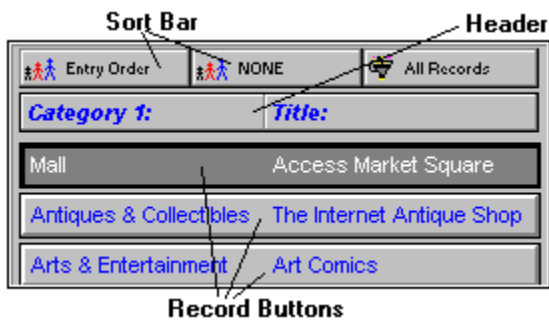 Sort Bar
Header
Entry Order NONE All Records
Category 1: Title:
Mall Access Market Square
Antiques & Collectibles The Internet Antique Shop
Arts & Entertainment Art Comics
Record Buttons